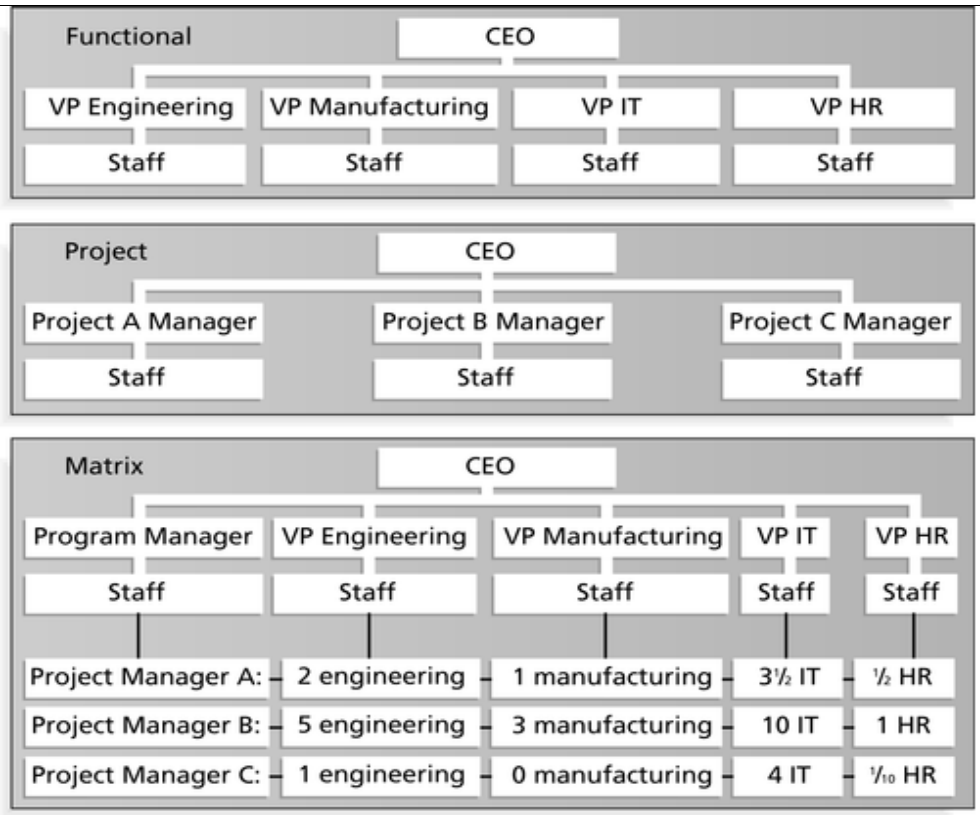 Functional CEO
VP Engineering VP Manufacturing VP IT VP HR
Staff Staff Staff Staff
Project CEO
Project A Manager Project B Manager Project C Manager
Staff Staff Staff
Matrix CEO
Program Manager VP Engineering VP Manufacturing VP IT VP HR
Staff Staff Staff Staff Staff
Project Manager A: 2 engineering 1 manufacturing 3½ IT ½ HR
Project Manager B: 5 engineering 3 manufacturing 10 IT 1 HR
Project Manager C: 1 engineering 0 manufacturing 4 IT ⅒ HR